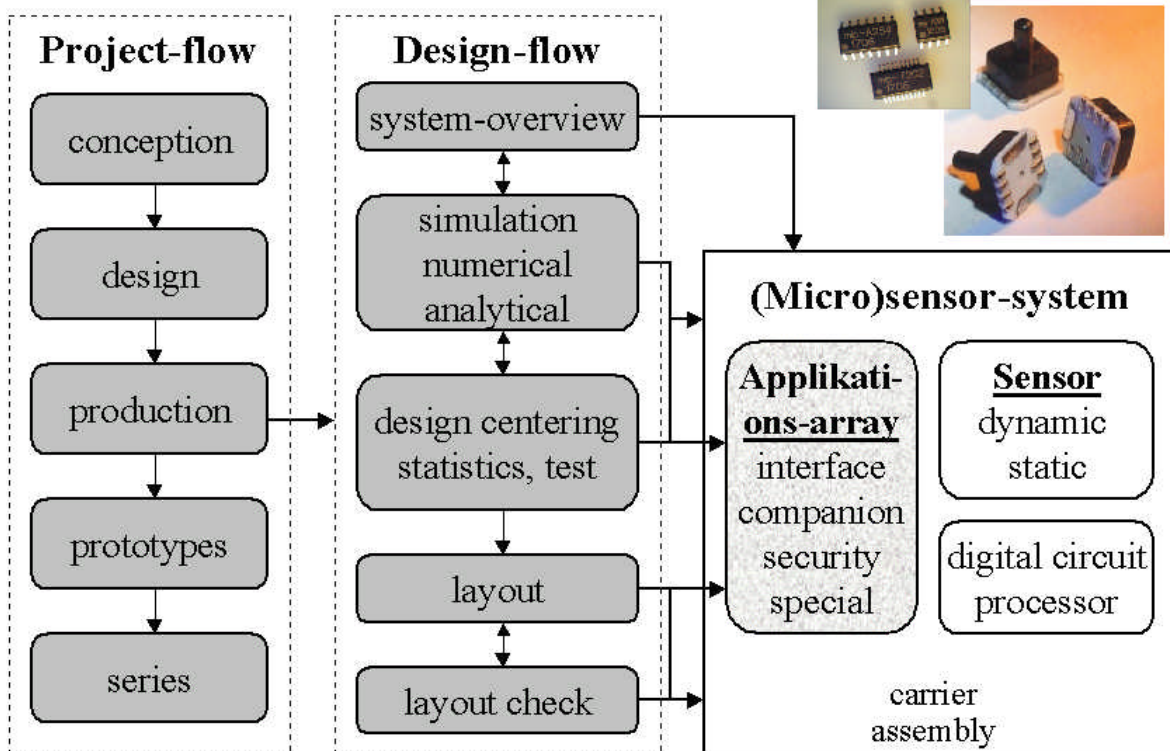 Project-flow
conception
design
production
prototypes
series
Design-flow
system-overview
simulation
numerical
analytical
design centering
statistics, test
layout
layout check
(Micro)sensor-system
Applikati-
ons-array
interface
companion
security
special
Sensor
dynamic
static
digital circuit
processor
carrier
assembly
1706